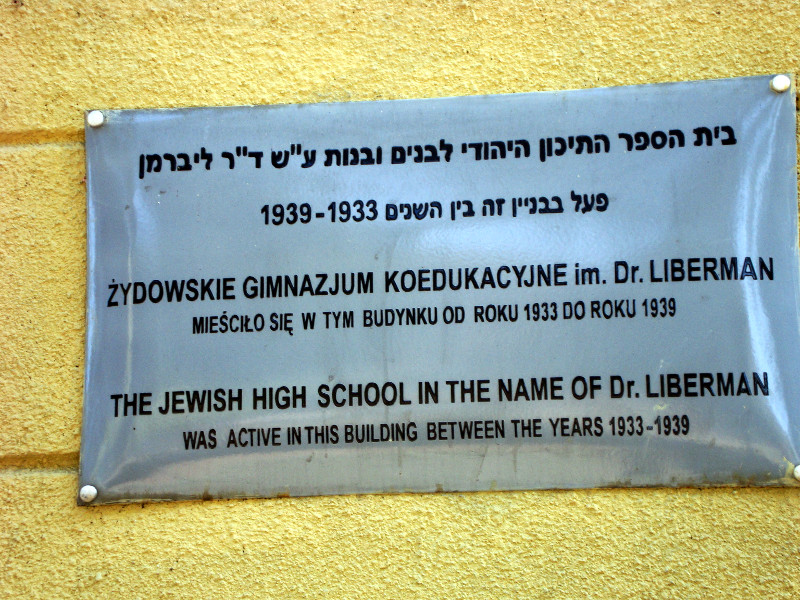 בית הספר התיכון היהודי לבנים ובנות ע"ש ד"ר ליברמן
פעל בבניין זה בין השנים 1933-1939
ŻYDOWSKIE GIMNAZJUM KOEDUKACYJNE im. Dr. LIBERMAN
MIEŚCIŁO SIĘ W TYM BUDYNKU OD ROKU 1933 DO ROKU 1939
THE JEWISH HIGH SCHOOL IN THE NAME OF Dr. LIBERMAN
WAS ACTIVE IN THIS BUILDING BETWEEN THE YEARS 1933-1939